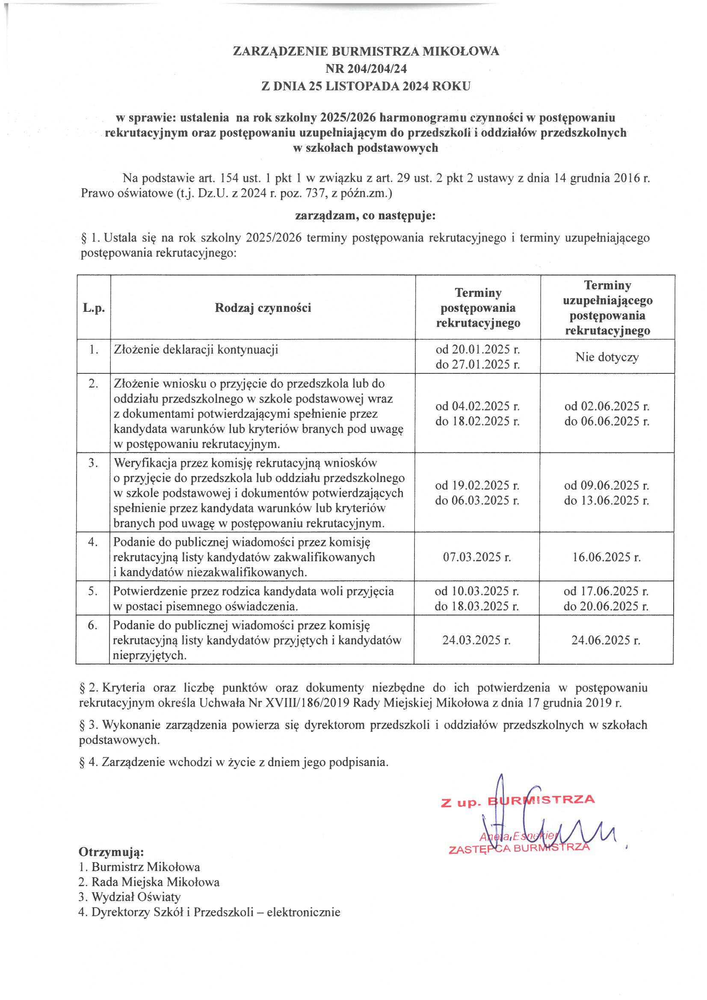 ZARZĄDZENIE BURMISTRZA MIKOŁOWA
NR 204/204/24
Z DNIA 25 LISTOPADA 2024 ROKU
w sprawie: ustalenia na rok szkolny 2025/2026 harmonogramu czynności w postępowaniu
rekrutacyjnym oraz postępowaniu uzupełniającym do przedszkoli i oddziałów przedszkolnych
w szkołach podstawowych
Na podstawie art. 154 ust. 1 pkt 1 w związku z art. 29 ust. 2 pkt 2 ustawy z dnia 14 grudnia 2016 r.
Prawo oświatowe (t.j. Dz.U. z 2024 r. poz. 737, z późn.zm.)
zarządzam, co następuje:
§ 1. Ustala się na rok szkolny 2025/2026 terminy postępowania rekrutacyjnego i terminy uzupełniającego
postępowania rekrutacyjnego:
L.p.
Rodzaj czynności
Terminy
postępowania
rekrutacyjnego
Terminy
uzupełniającego
postępowania
rekrutacyjnego
1.
Złożenie deklaracji kontynuacji
od 20.01.2025 r.
do 27.01.2025 r.
Nie dotyczy
2.
Złożenie wniosku o przyjęcie do przedszkola lub do
oddziału przedszkolnego w szkole podstawowej wraz
z dokumentami potwierdzającymi spełnienie przez
kandydata warunków lub kryteriów branych pod uwagę
w postępowaniu rekrutacyjnym.
od 04.02.2025 r.
do 18.02.2025 r.
od 02.06.2025 r.
do 06.06.2025 r.
3.
Weryfikacja przez komisję rekrutacyjną wniosków
o przyjęcie do przedszkola lub oddziału przedszkolnego
w szkole podstawowej i dokumentów potwierdzających
spełnienie przez kandydata warunków lub kryteriów
branych pod uwagę w postępowaniu rekrutacyjnym.
od 19.02.2025 r.
do 06.03.2025 r.
od 09.06.2025 r.
do 13.06.2025 r.
4.
Podanie do publicznej wiadomości przez komisję
rekrutacyjną listy kandydatów zakwalifikowanych
i kandydatów niezakwalifikowanych.
07.03.2025 r.
16.06.2025 r.
5.
Potwierdzenie przez rodzica kandydata woli przyjęcia
w postaci pisemnego oświadczenia.
od 10.03.2025 r.
do 18.03.2025 r.
od 17.06.2025 r.
do 20.06.2025 r.
6.
Podanie do publicznej wiadomości przez komisję
rekrutacyjną listy kandydatów przyjętych i kandydatów
nieprzyjętych.
24.03.2025 r.
24.06.2025 r.
§ 2. Kryteria oraz liczbę punktów oraz dokumenty niezbędne do ich potwierdzenia w postępowaniu
rekrutacyjnym określa Uchwała Nr XVIII/186/2019 Rady Miejskiej Mikołowa z dnia 17 grudnia 2019 r.
§ 3. Wykonanie zarządzenia powierza się dyrektorom przedszkoli i oddziałów przedszkolnych w szkołach
podstawowych.
§ 4. Zarządzenie wchodzi w życie z dniem jego podpisania.
Z up. BURMISTRZA
Aneta Esnekier
ZASTĘPCA BURMISTRZA
Otrzymują:
1. Burmistrz Mikołowa
2. Rada Miejska Mikołowa
3. Wydział Oświaty
4. Dyrektorzy Szkół i Przedszkoli – elektronicznie